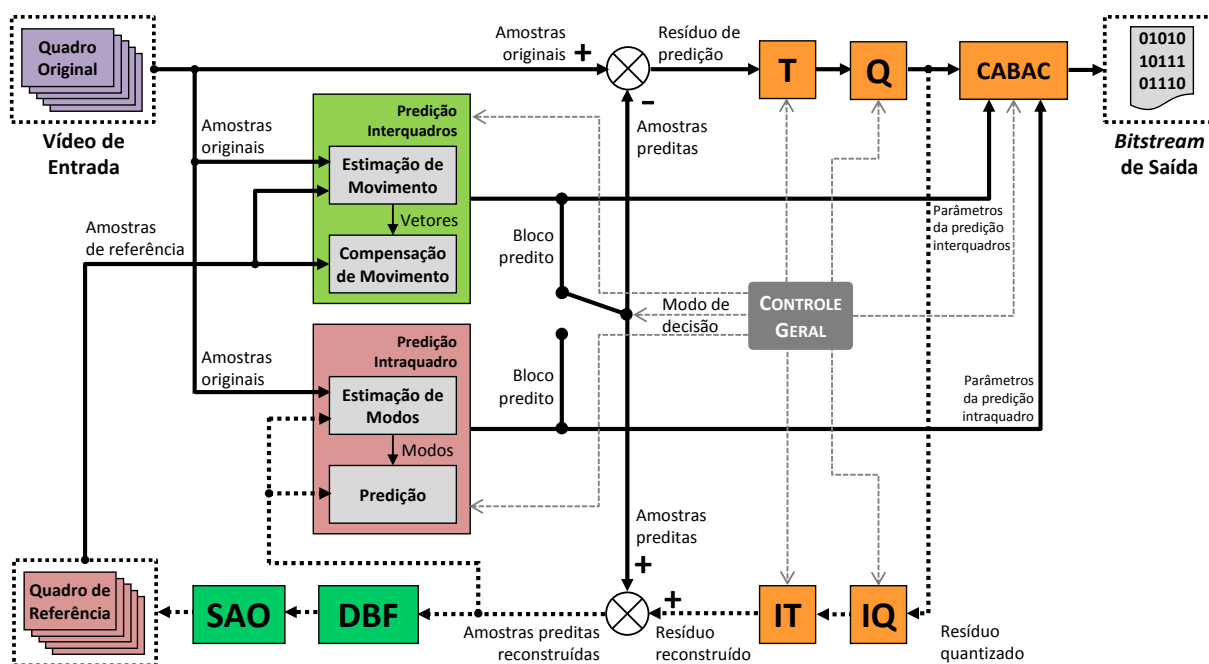 Quadro
Original
Vídeo de
Entrada
Amostras
originais
+
Resíduo de
predição
T
Q
CABAC
01010
10111
01110
Bitstream
de Saída
–
Amostras
preditas
Amostras
originais
Predição
Interquadros
Estimação de
Movimento
Vetores
Compensação
de Movimento
Amostras
de referência
Bloco
predito
Parâmetros
da predição
interquadros
Modo de
decisão
CONTROLE
GERAL
Amostras
originais
Predição
Intraquadro
Estimação de
Modos
Modos
Predição
Bloco
predito
Parâmetros
da predição
intraquadro
Amostras
preditas
+
+
Quadro de
Referência
SAO
DBF
Amostras preditas
reconstruídas
Resíduo
reconstruído
IT
IQ
Resíduo
quantizado